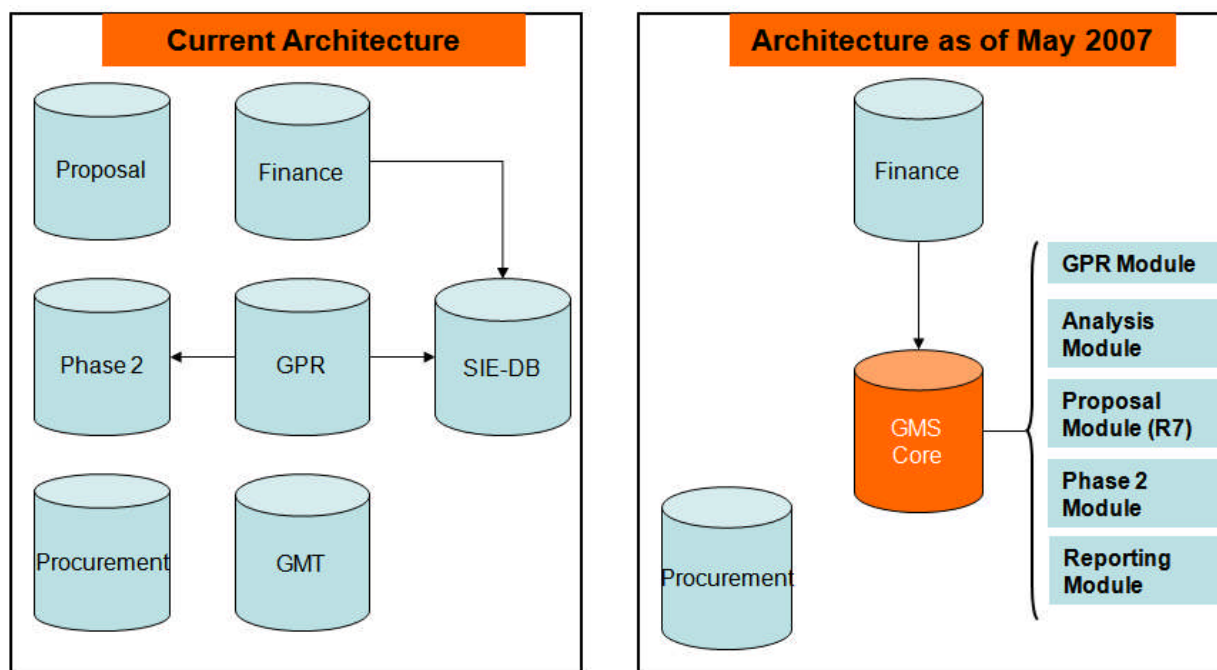 Current Architecture
Proposal
Finance
Phase 2
GPR
SIE-DB
Procurement
GMT
Architecture as of May 2007
Finance
GMS
Core
Procurement
GPR Module
Analysis
Module
Proposal
Module (R7)
Phase 2
Module
Reporting
Module